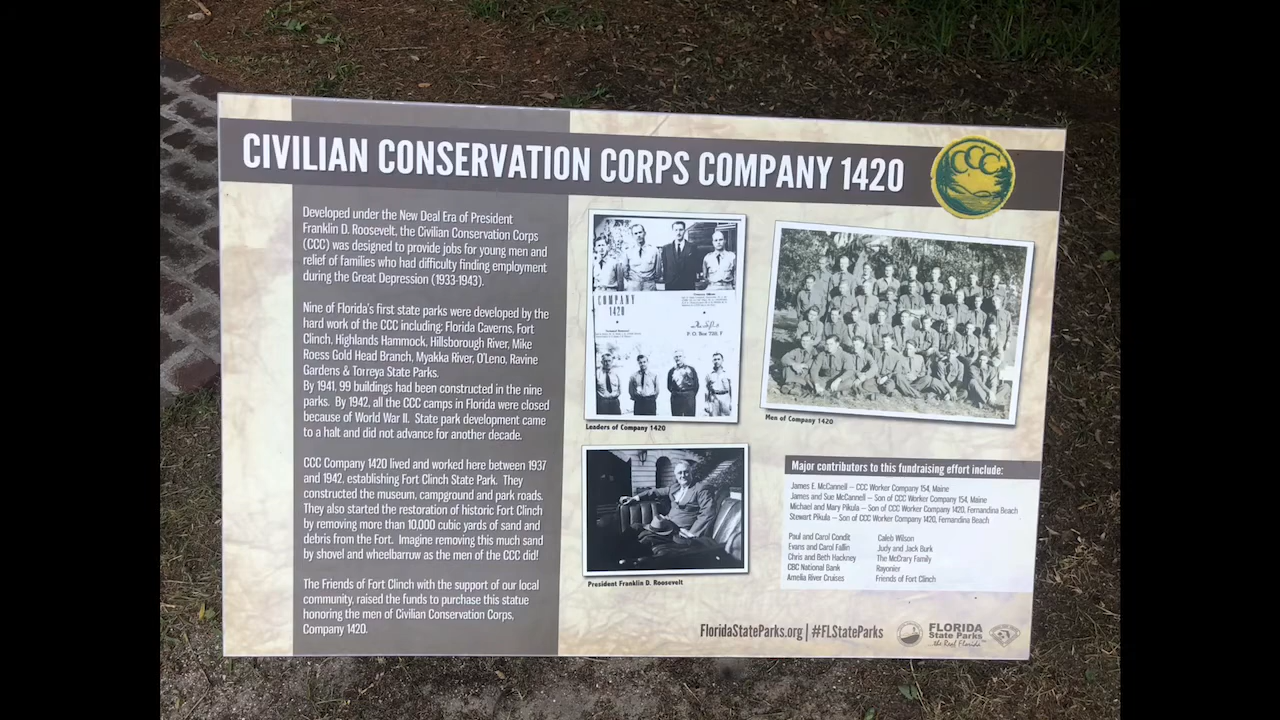 CIVILIAN CONSERVATION CORPS COMPANY 1420
CCC
Developed under the New Deal Era of President
Franklin D. Roosevelt, the Civilian Conservation Corps
(CCC) was designed to provide jobs for young men and
relief of families who had difficulty finding employment
during the Great Depression (1933-1943).
Nine of Florida's first state parks were developed by the
hard work of the CCC including; Florida Caverns, Fort
Clinch, Highlands Hammock, Hillsborough River, Mike
Roess Gold Head Branch, Myakka River, O'Leno, Ravine
Gardens & Torreya State Parks.
By 1941, 99 buildings had been constructed in the nine
parks. By 1942, all the CCC camps in Florida were closed
because of World War II. State park development came
to a halt and did not advance for another decade.
CCC Company 1420 lived and worked here between 1937
and 1942, establishing Fort Clinch State Park. They
constructed the museum, campground and park roads.
They also started the restoration of historic Fort Clinch
by removing more than 10,000 cubic yards of sand and
debris from the Fort. Imagine removing this much sand
by shovel and wheelbarrow as the men of the CCC did!
The Friends of Fort Clinch with the support of our local
community, raised the funds to purchase this statue
honoring the men of Civilian Conservation Corps,
Company 1420.
COMPANY
1420
Leaders of Company 1420
Men of Company 1420
President Franklin D. Roosevelt
Major contributors to this fundraising effort include:
James E. McCannell – CCC Worker Company 154, Maine
James and Sue McCannell – Son of CCC Worker Company 154, Maine
Michael and Mary Pikula – Son of CCC Worker Company 1420, Fernandina Beach
Stewart Pikula – Son of CCC Worker Company 1420, Fernandina Beach
Paul and Carol Condit Caleb Wilson
Evans and Carol Fallin Judy and Jack Burk
Chris and Beth Hackney The McCrary Family
CBC National Bank Rayonier
Amelia River Cruises Friends of Fort Clinch
FloridaStateParks.org | #FLStateParks
FLORIDA
State Parks
...the Real Florida